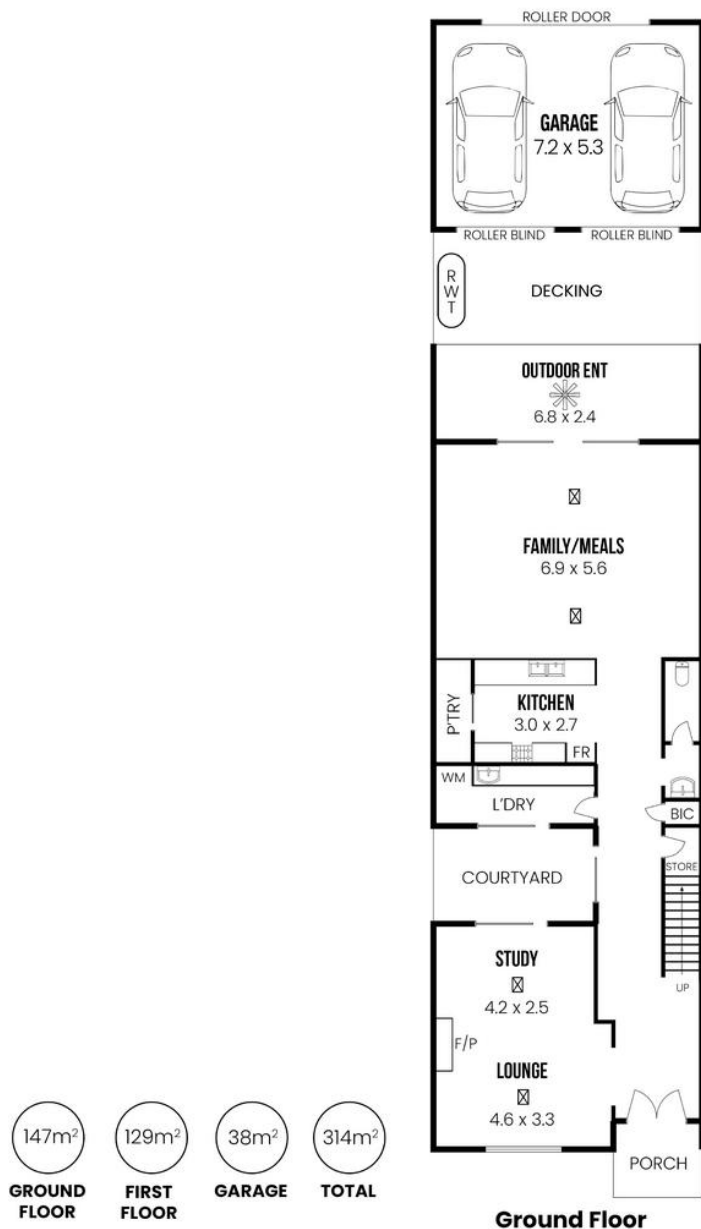 ROLLER DOOR
GARAGE
7.2 x 5.3
ROLLER BLIND
ROLLER BLIND
RWT
DECKING
OUTDOOR ENT
6.8 x 2.4
FAMILY/MEALS
6.9 x 5.6
P'TRY
KITCHEN
3.0 x 2.7
FR
WM
L'DRY
BIC
STORE
COURTYARD
STUDY
4.2 x 2.5
UP
F/P
LOUNGE
4.6 x 3.3
PORCH
147m²
GROUND
FLOOR
129m²
FIRST
FLOOR
38m²
GARAGE
314m²
TOTAL
Ground Floor